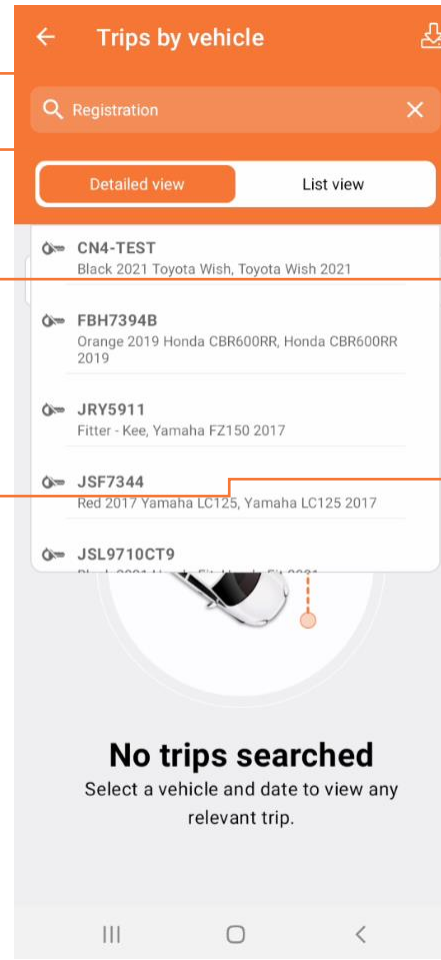 Trips by vehicle
Registration
Detailed view
List view
CN4-TEST
Black 2021 Toyota Wish, Toyota Wish 2021
FBH7394B
Orange 2019 Honda CBR600RR, Honda CBR600RR
2019
JRY5911
Fitter - Kee, Yamaha FZ150 2017
JSF7344
Red 2017 Yamaha LC125, Yamaha LC125 2017
JSL9710CT9
No trips searched
Select a vehicle and date to view any
relevant trip.